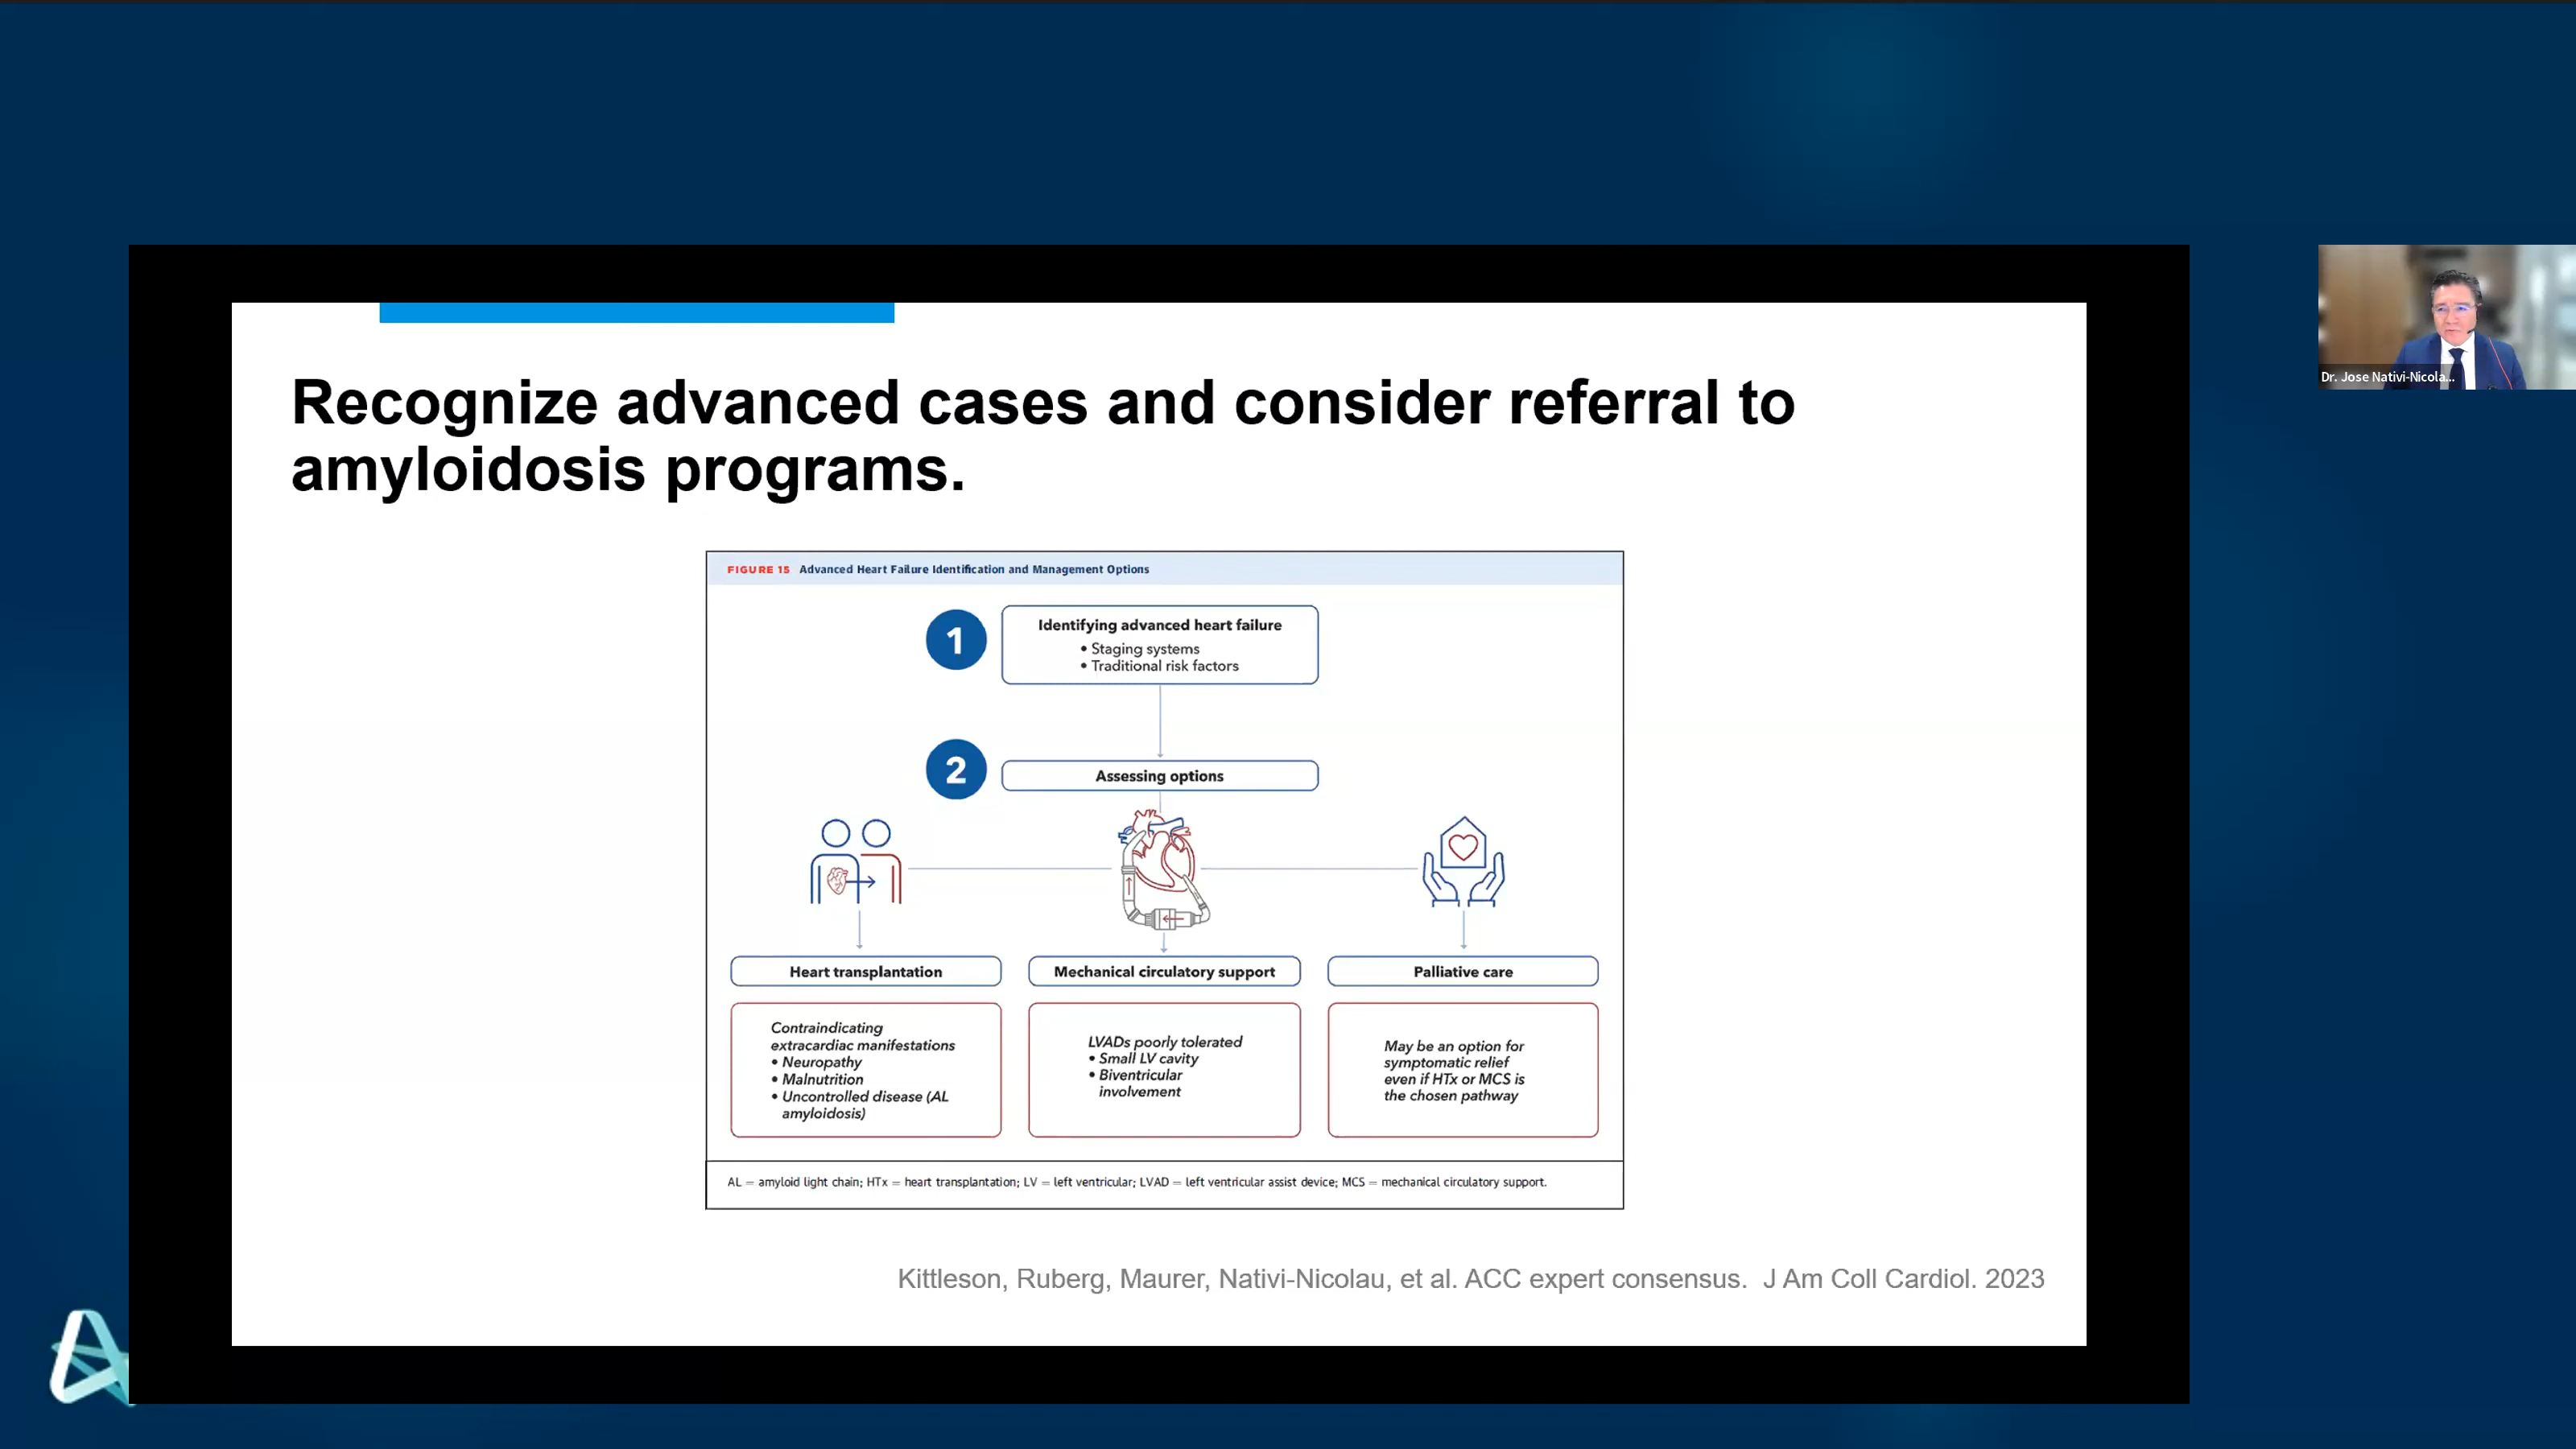 Recognize advanced cases and consider referral to
amyloidosis programs.
FIGURE 15 Advanced Heart Failure Identification and Management Options
1
Identifying advanced heart failure
• Staging systems
• Traditional risk factors
2
Assessing options
Heart transplantation
Contraindicating
extracardiac manifestations
• Neuropathy
• Malnutrition
• Uncontrolled disease (AL
amyloidosis)
Mechanical circulatory support
LVADs poorly tolerated
• Small LV cavity
• Biventricular
involvement
Palliative care
May be an option for
symptomatic relief
even if HTx or MCS is
the chosen pathway
AL = amyloid light chain; HTx = heart transplantation; LV = left ventricular; LVAD = left ventricular assist device; MCS = mechanical circulatory support.
Kittleson, Ruberg, Maurer, Nativi-Nicolau, et al. ACC expert consensus. J Am Coll Cardiol. 2023
Dr. Jose Nativi-Nicola...